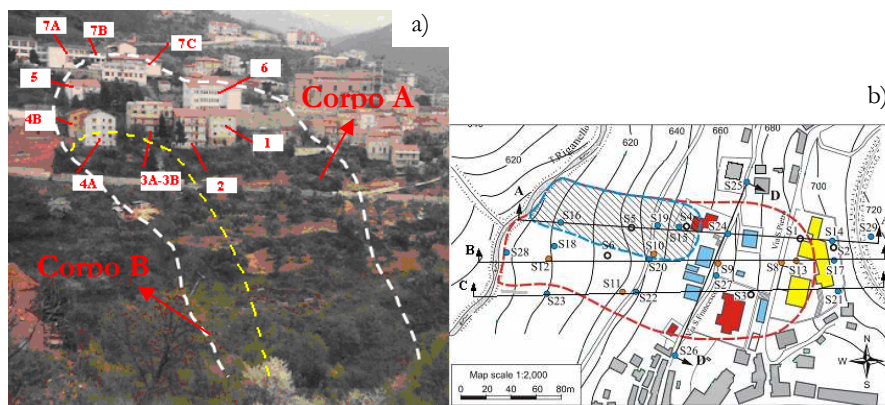 a)
7A
7B
7C
5
6
4B
Corpo A
1
4A
3A-3B
2
Corpo B
b)
620
640
660
680
700
720
T. Riganello
620
A
B
C
S25
D
S16
S5
S19
S4
S15
S24
S1
S14
S29
S2
S18
S6
S10
S28
S12
S20
S9
S8
S13
S17
S27
S23
S11
S22
S3
S21
Via S. Francesco
S26
D"
Map scale 1:2,000
0 20 40 60 80m
N
W
E
S